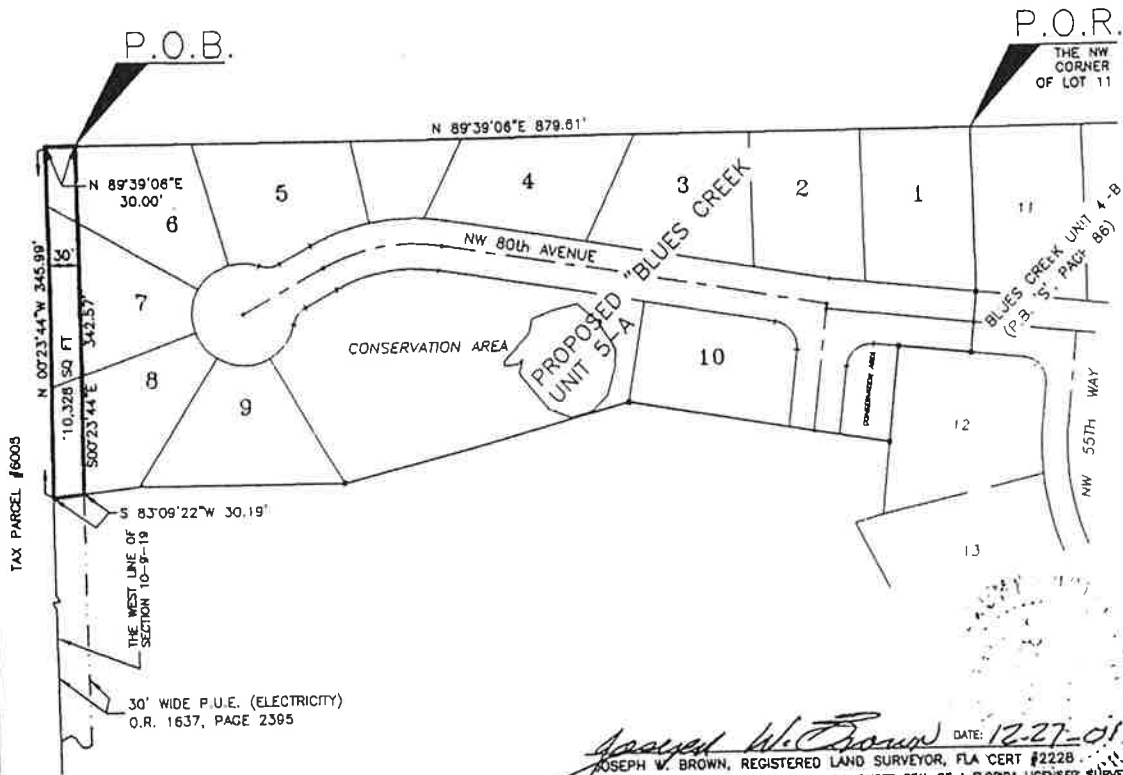 P.O.B.
P.O.R.
THE NW
CORNER
OF LOT 11
N 89°39'06"E 879.61'
N 89°39'06"E
30.00'
6
5
4
3
2
1
11
30'
NW 80th AVENUE
PROPOSED "BLUES CREEK
UNIT 5-A
BLUES CREEK UNIT 4-B
(P.B. 'S', PAGE 86)
N 00°23'44"W 345.99'
10,328 SQ FT
S00°23'44"E 342.57'
7
8
9
CONSERVATION AREA
10
CONSERVATION AREA
12
NW 55TH WAY
13
TAX PARCEL #6005
S 83°09'22"W 30.19'
THE WEST LINE OF
SECTION 10-9-19
30' WIDE P.U.E. (ELECTRICITY)
O.R. 1637, PAGE 2395
Joseph W. Brown DATE: 12-27-01
JOSEPH W. BROWN, REGISTERED LAND SURVEYOR, FLA CERT #2228